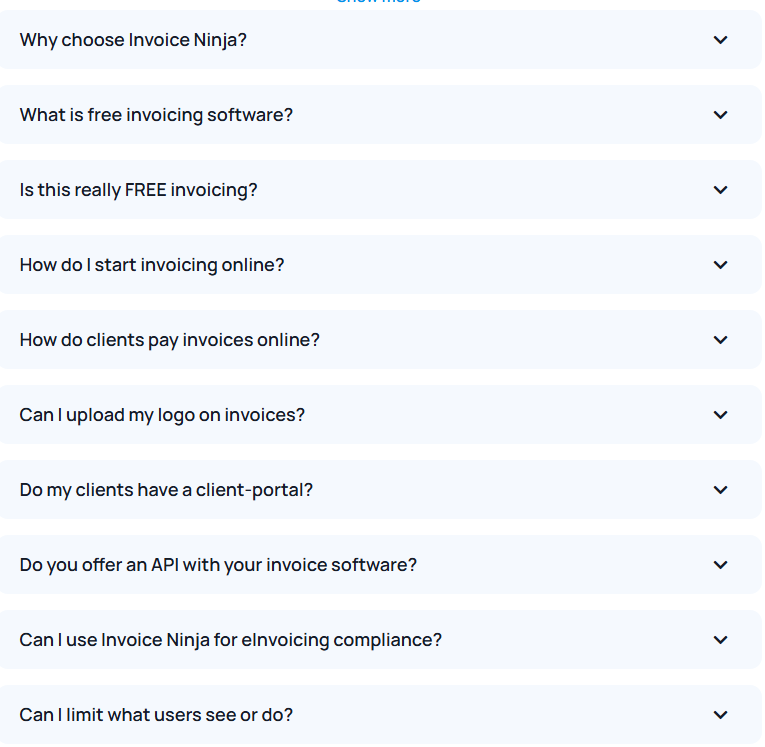 Show more
Why choose Invoice Ninja?
What is free invoicing software?
Is this really FREE invoicing?
How do I start invoicing online?
How do clients pay invoices online?
Can I upload my logo on invoices?
Do my clients have a client-portal?
Do you offer an API with your invoice software?
Can I use Invoice Ninja for eInvoicing compliance?
Can I limit what users see or do?